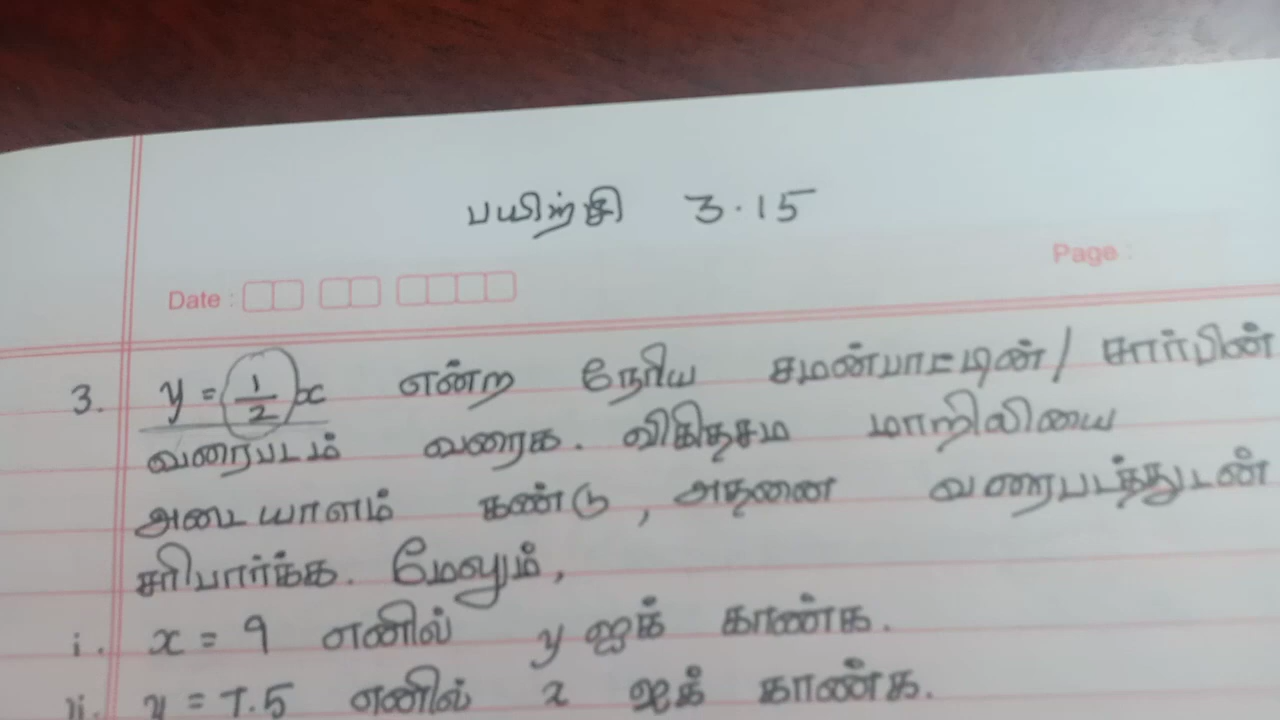 பயிற்சி 3.15
Page :
Date :
3. y = 1/2 x என்ற நேரிய சமன்பாட்டின்/ சார்பின்
வரைபடம் வரைக. விகிதசம மாறிலியை
அடையாளம் கண்டு, அதனை வரைபடத்துடன்
சரிபார்க்க. மேலும்,
i. x = 9 எனில் y ஐக் காண்க.
ii. y = 7.5 எனில் x ஐக் காண்க.